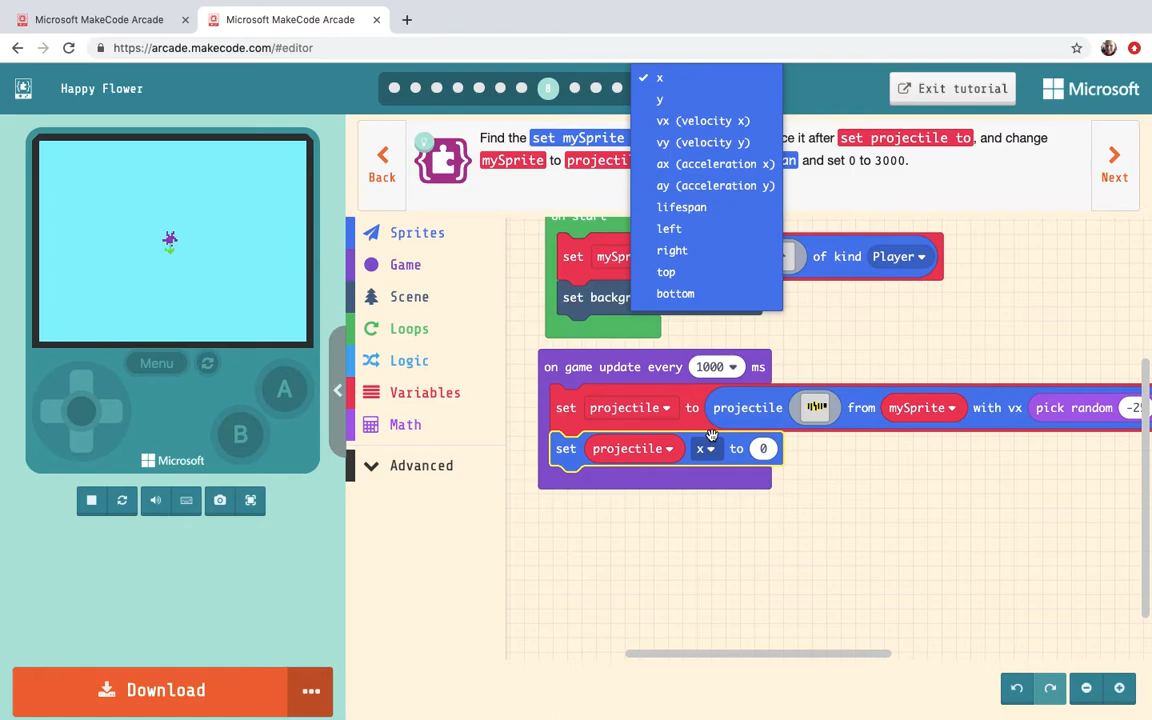 Microsoft MakeCode Arcade
Microsoft MakeCode Arcade
https://arcade.makecode.com/#editor
Happy Flower
8
Exit tutorial
Microsoft
Back
Find the set mySprite
ce it after set projectile to, and change
mySprite to
and set 0 to 3000.
Next
x
y
vx (velocity x)
vy (velocity y)
ax (acceleration x)
ay (acceleration y)
lifespan
left
right
top
bottom
Sprites
Game
Scene
Loops
Logic
Variables
Math
Advanced
on start
set
of kind Player
set
on game update every 1000 ms
set projectile to projectile from mySprite with vx pick random
set projectile x to 0
Menu
A
B
Microsoft
Download